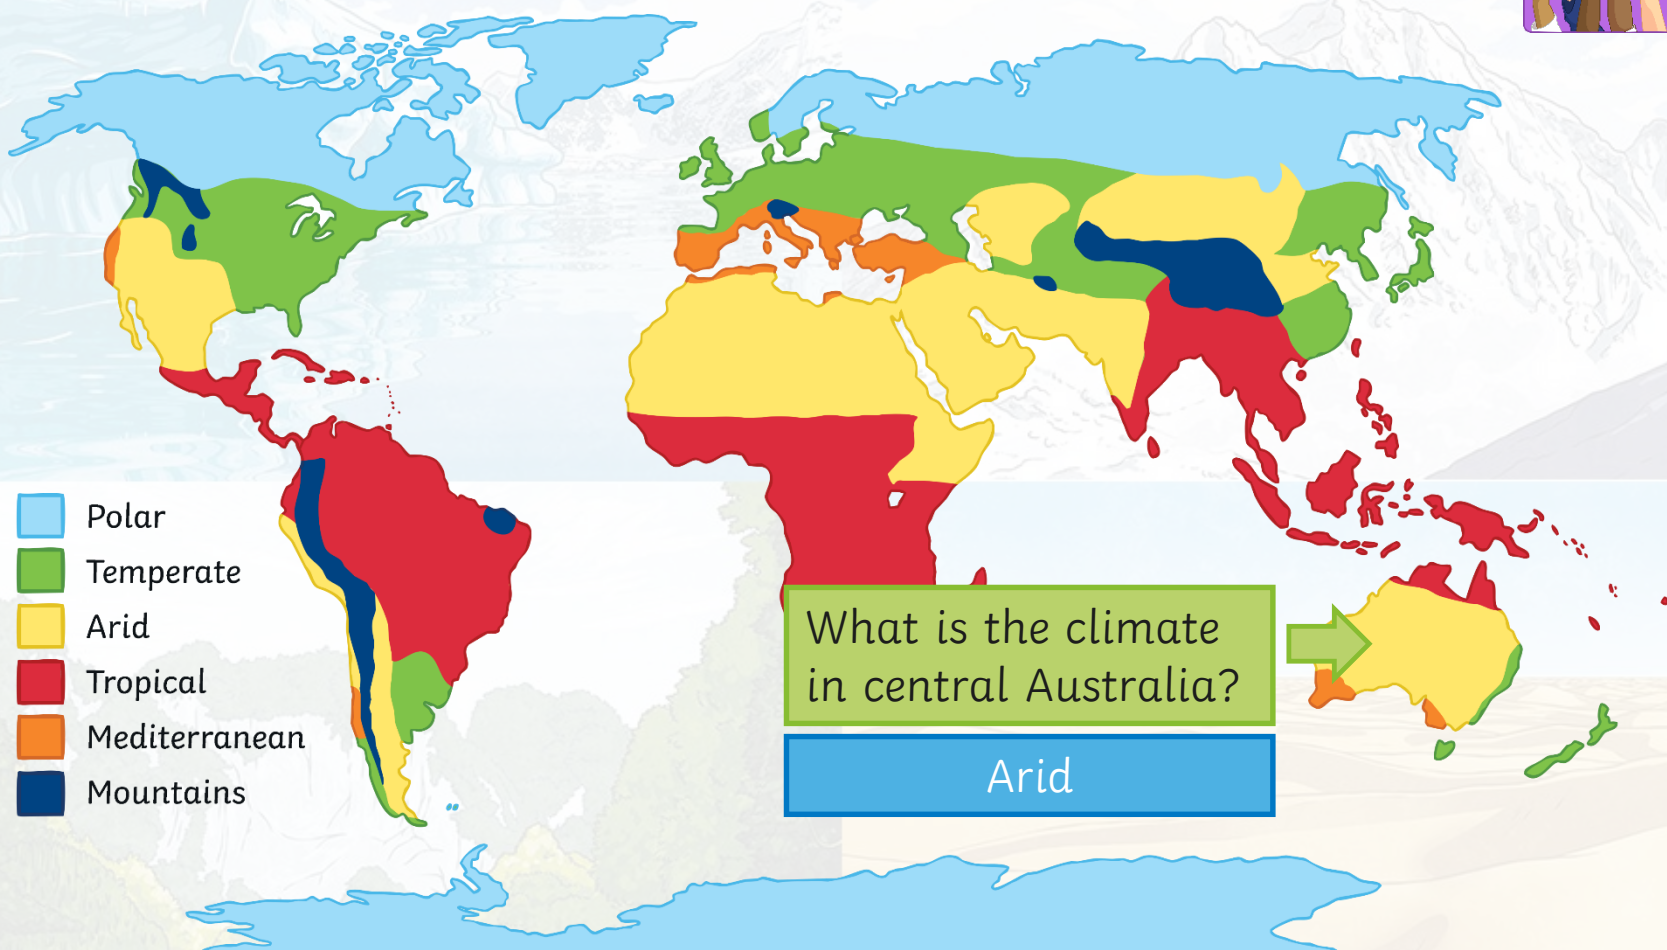 Polar
Temperate
Arid
Tropical
Mediterranean
Mountains
What is the climate
in central Australia?
Arid